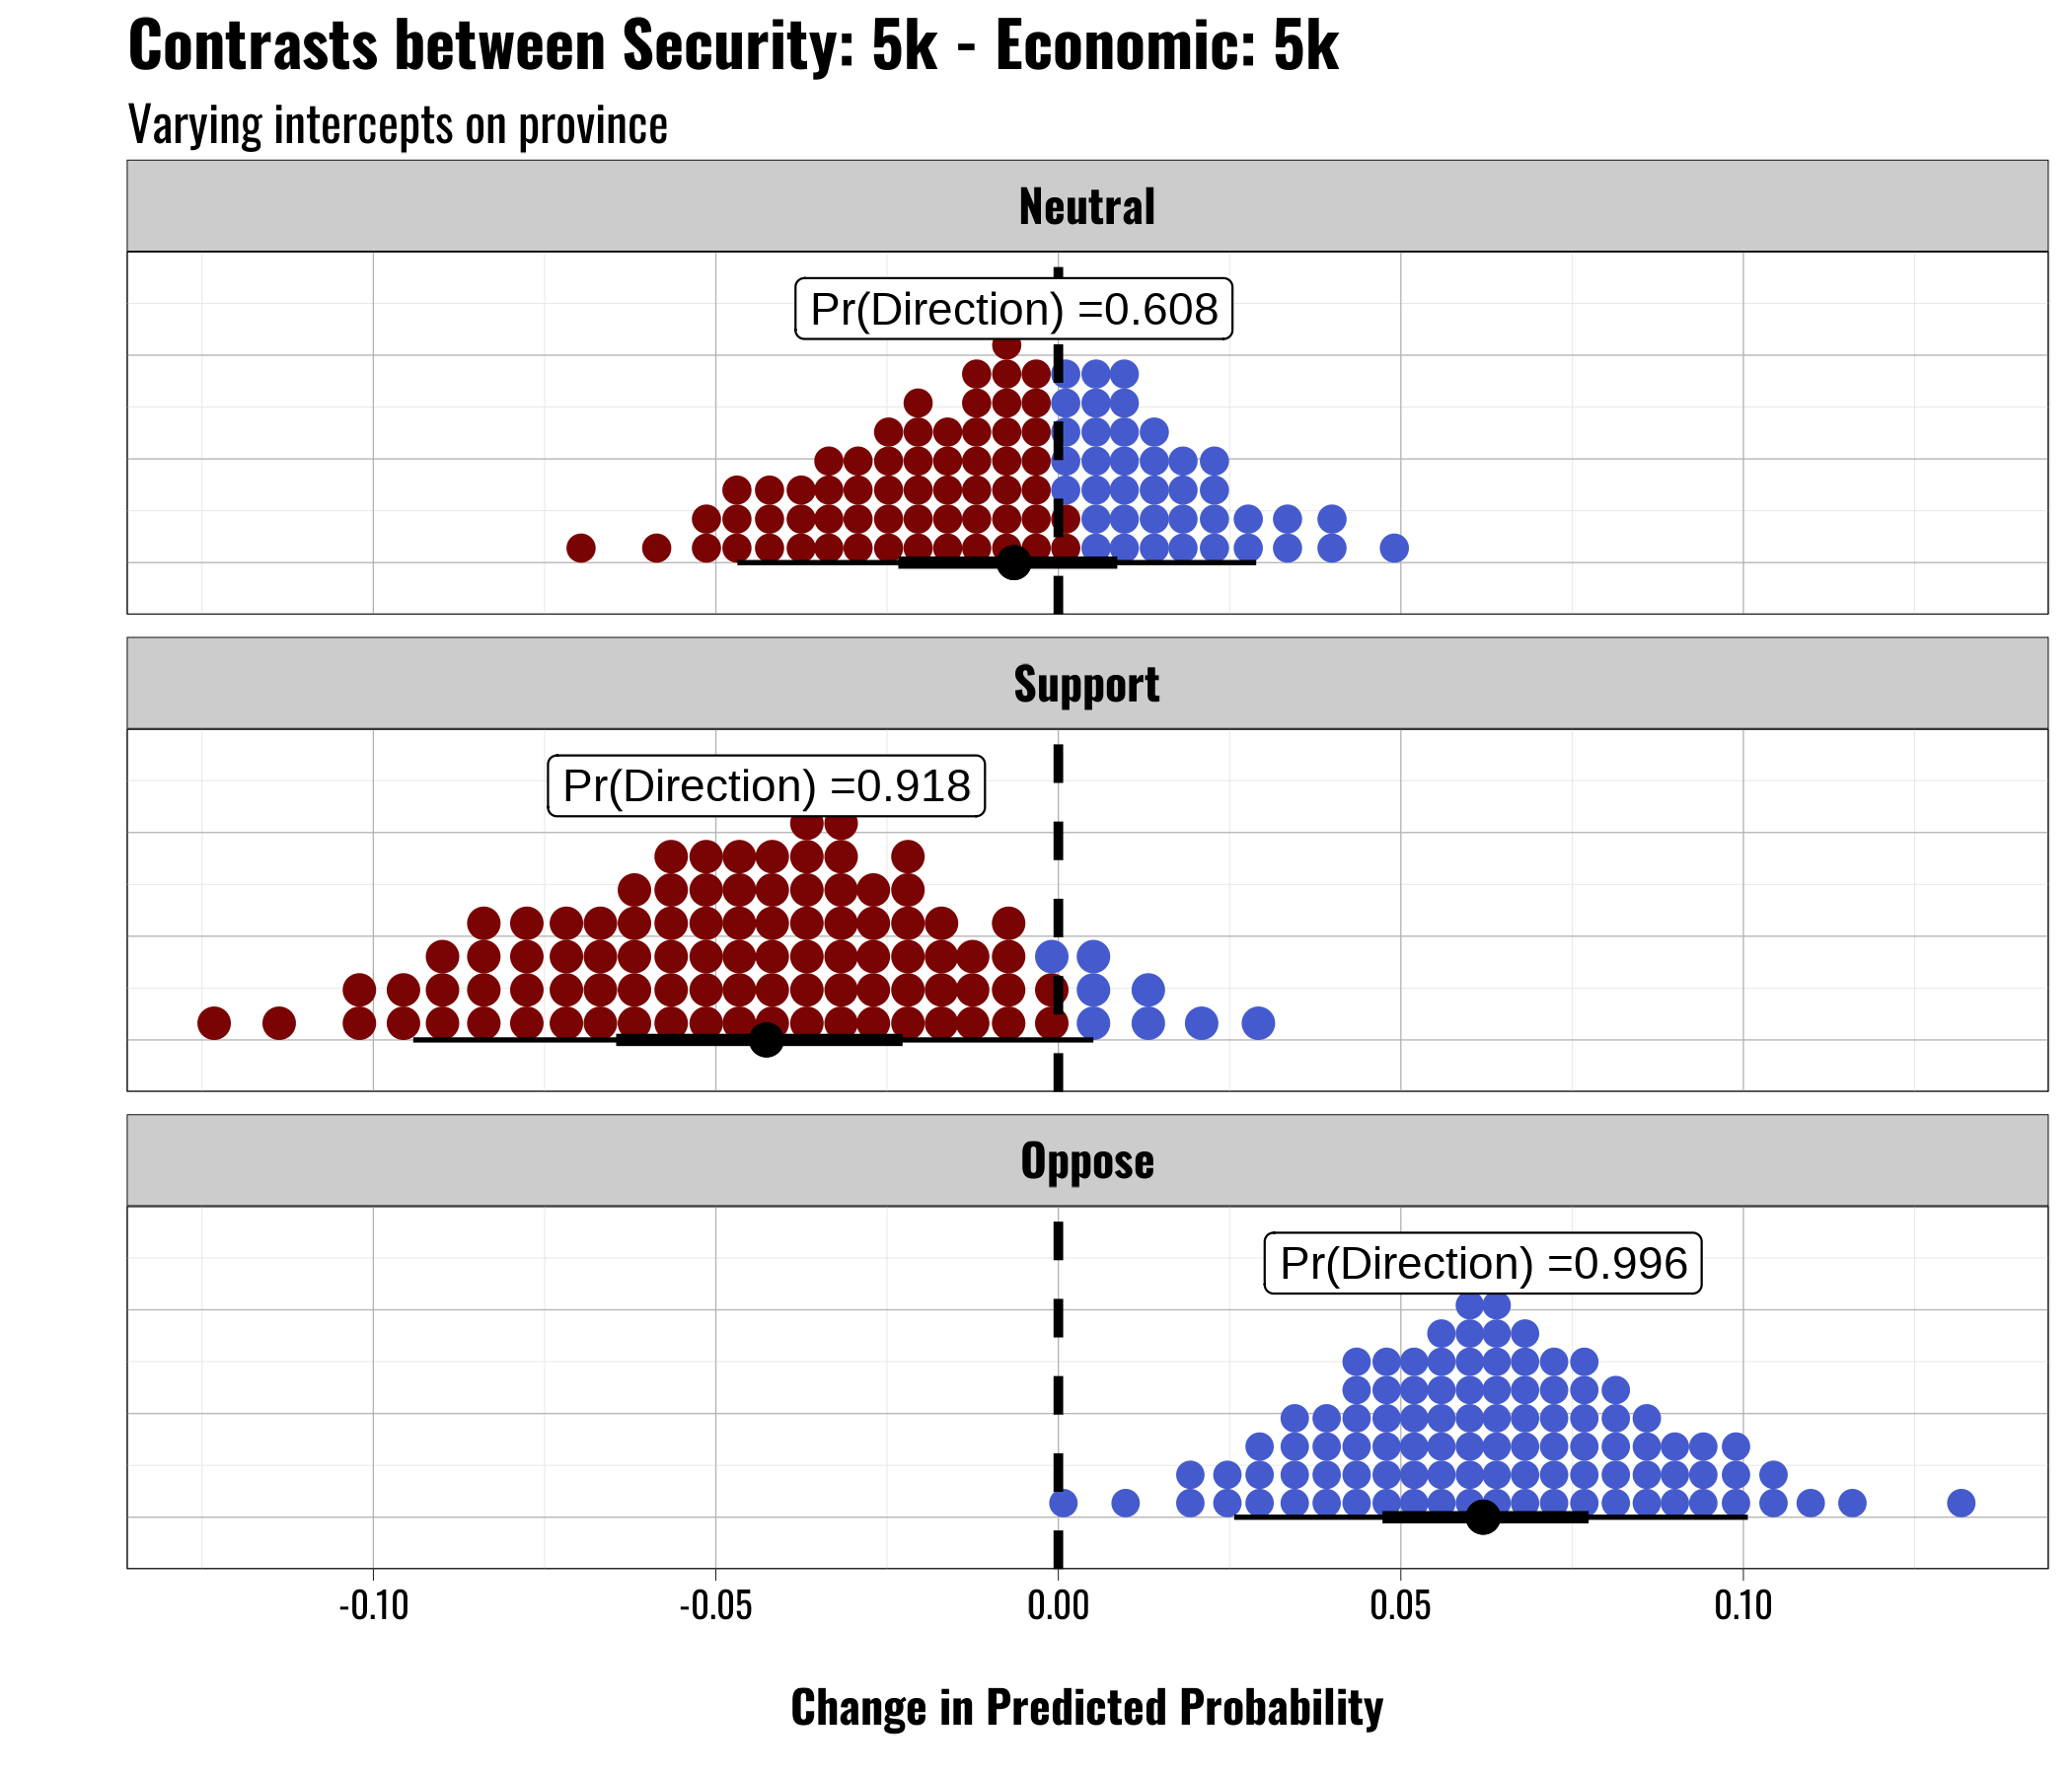 Contrasts between Security: 5k - Economic: 5k
Varying intercepts on province
Neutral
Pr(Direction) =0.608
Support
Pr(Direction) =0.918
Oppose
Pr(Direction) =0.996
-0.10 -0.05 0.00 0.05 0.10
Change in Predicted Probability